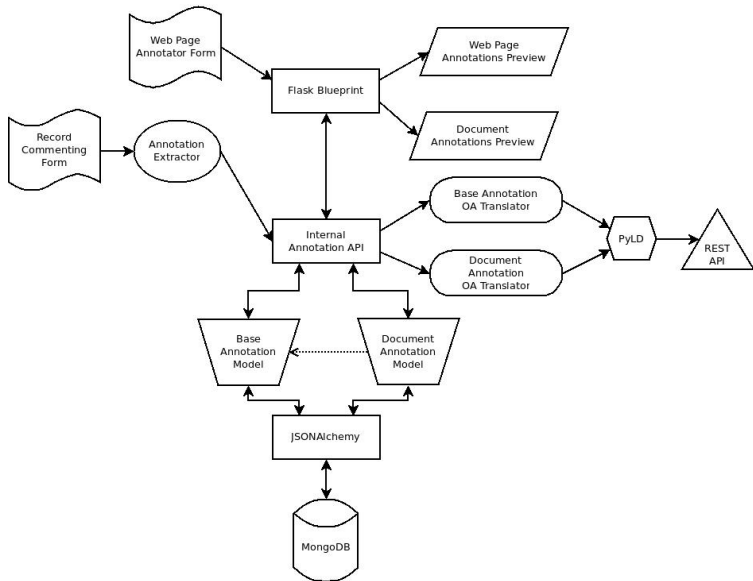 Web Page
Annotator Form
Web Page
Annotations Preview
Flask Blueprint
Document
Annotations Preview
Record
Commenting
Form
Annotation
Extractor
Base Annotation
OA Translator
Internal
Annotation API
PyLD
REST
API
Document
Annotation
OA Translator
Base
Annotation
Model
Document
Annotation
Model
JSONAlchemy
MongoDB